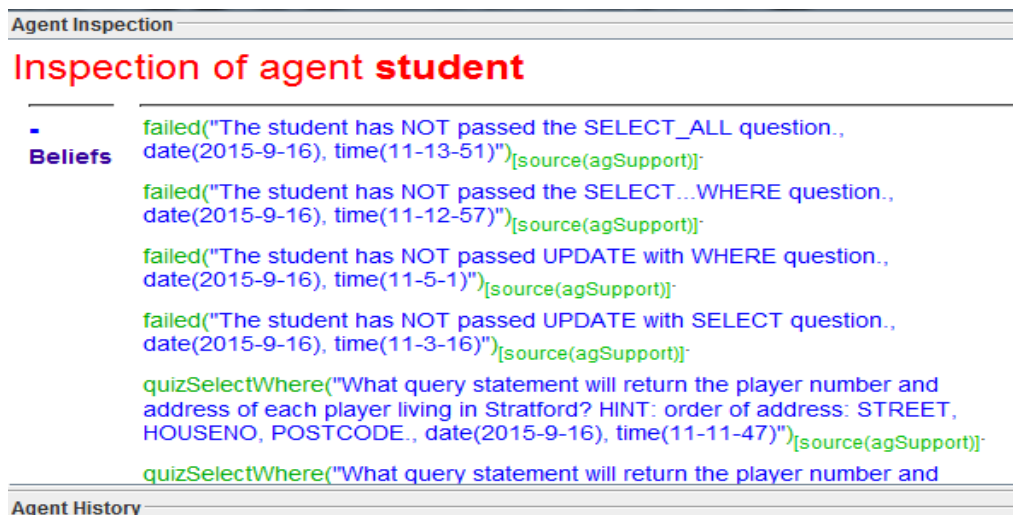 Agent Inspection
Inspection of agent student
- Beliefs
failed("The student has NOT passed the SELECT_ALL question.,
date(2015-9-16), time(11-13-51)")[source(agSupport)]-
failed("The student has NOT passed the SELECT...WHERE question.,
date(2015-9-16), time(11-12-57)")[source(agSupport)]-
failed("The student has NOT passed UPDATE with WHERE question.,
date(2015-9-16), time(11-5-1)")[source(agSupport)]-
failed("The student has NOT passed UPDATE with SELECT question.,
date(2015-9-16), time(11-3-16)")[source(agSupport)]-
quizSelectWhere("What query statement will return the player number and
address of each player living in Stratford? HINT: order of address: STREET,
HOUSENO, POSTCODE., date(2015-9-16), time(11-11-47)")[source(agSupport)]-
quizSelectWhere("What query statement will return the player number and
Agent History